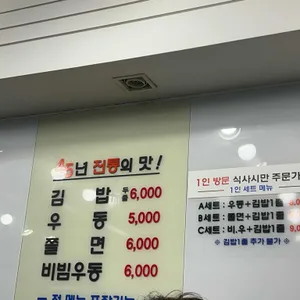 5년 전통의 맛!
김 밥 6,000
우 동 5,000
쫄 면 6,000
비빔우동 6,000
1인 방문 식사시만 주문가
1인 세트 메뉴
A세트 : 우동+김밥1줄
B세트 : 쫄면+김밥1줄
C세트 : 비.우+김밥1줄
※ 김밥1줄 추가 불가 ※